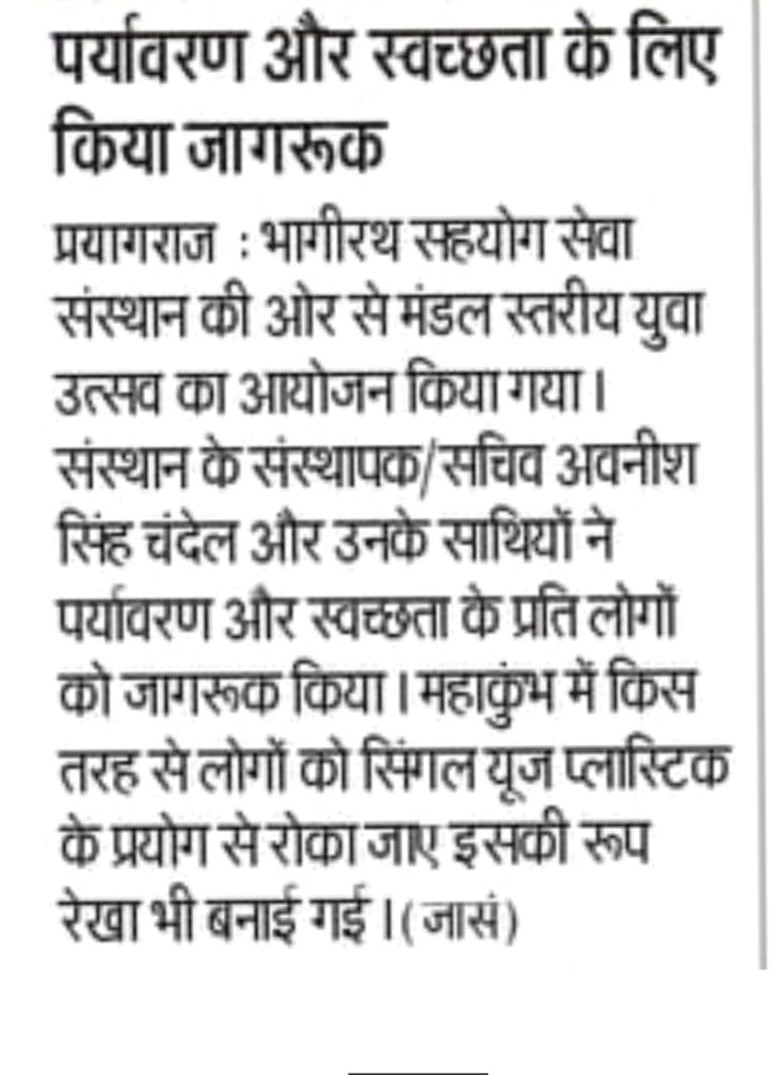 पर्यावरण और स्वच्छता के लिए
किया जागरूक
प्रयागराज : भागीरथ सहयोग सेवा
संस्थान की ओर से मंडल स्तरीय युवा
उत्सव का आयोजन किया गया।
संस्थान के संस्थापक/सचिव अवनीश
सिंह चंदेल और उनके साथियों ने
पर्यावरण और स्वच्छता के प्रति लोगों
को जागरूक किया। महाकुंभ में किस
तरह से लोगों को सिंगल यूज प्लास्टिक
के प्रयोग से रोका जाए इसकी रूप
रेखा भी बनाई गई।(जासं)